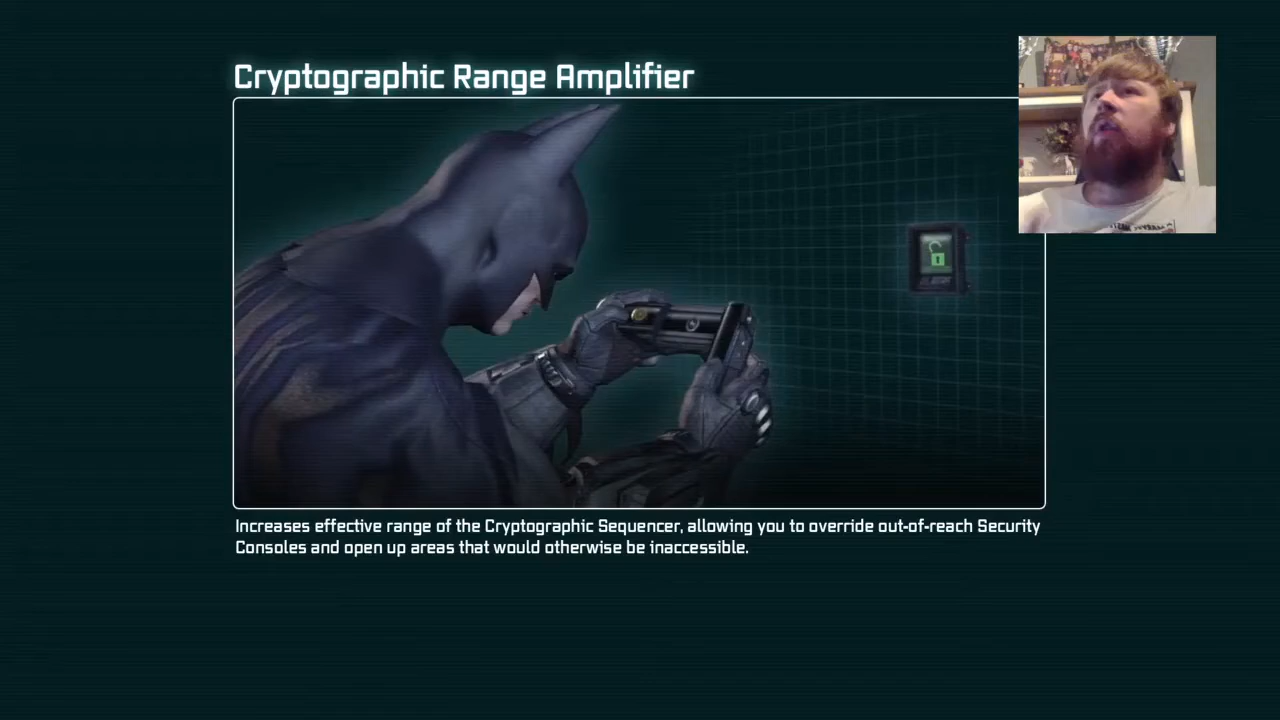 Cryptographic Range Amplifier
Increases effective range of the Cryptographic Sequencer, allowing you to override out-of-reach Security
Consoles and open up areas that would otherwise be inaccessible.